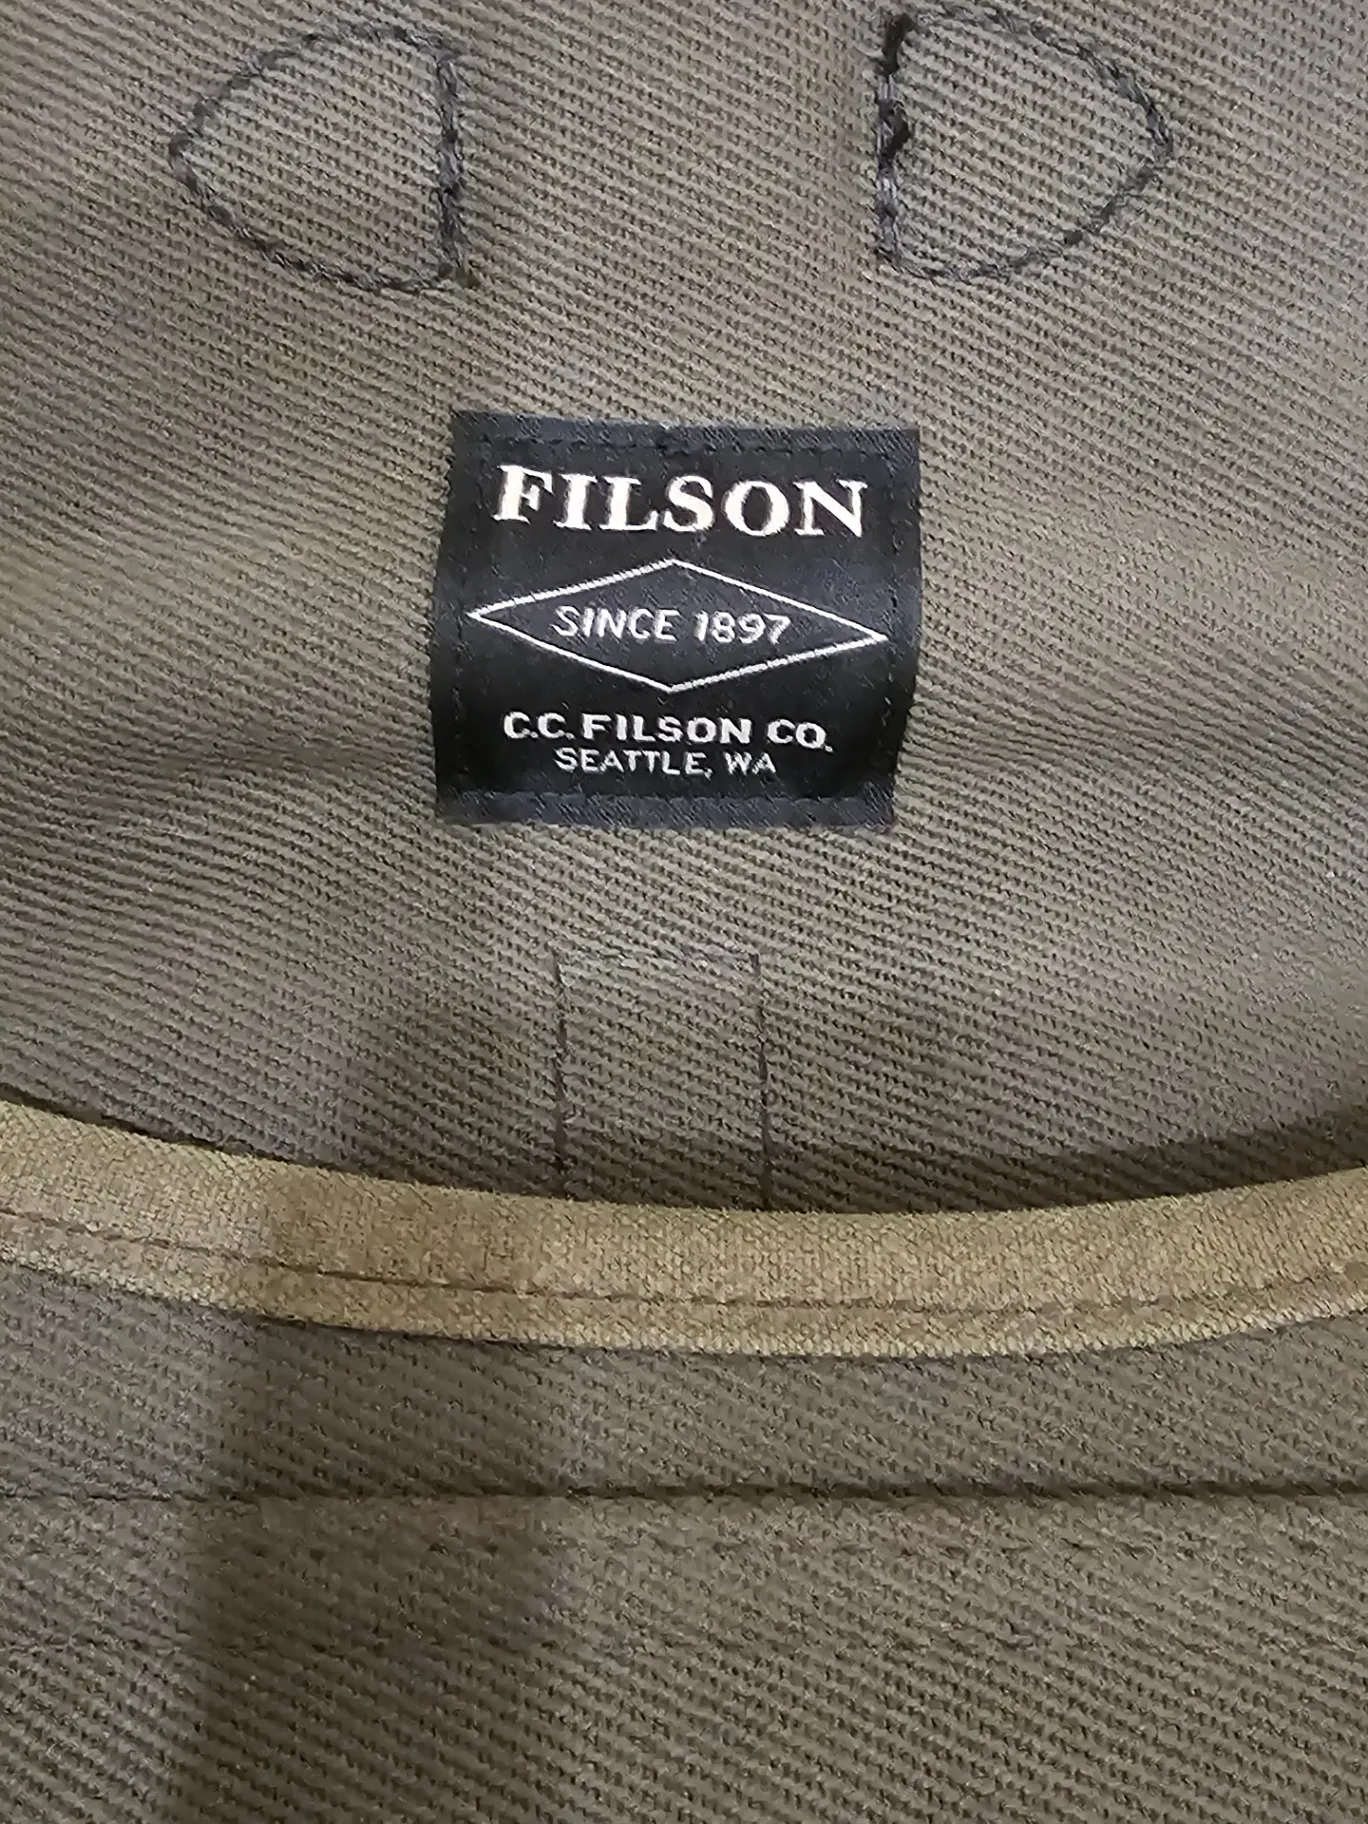 FILSON
SINCE 1897
C.C. FILSON CO.
SEATTLE, WA